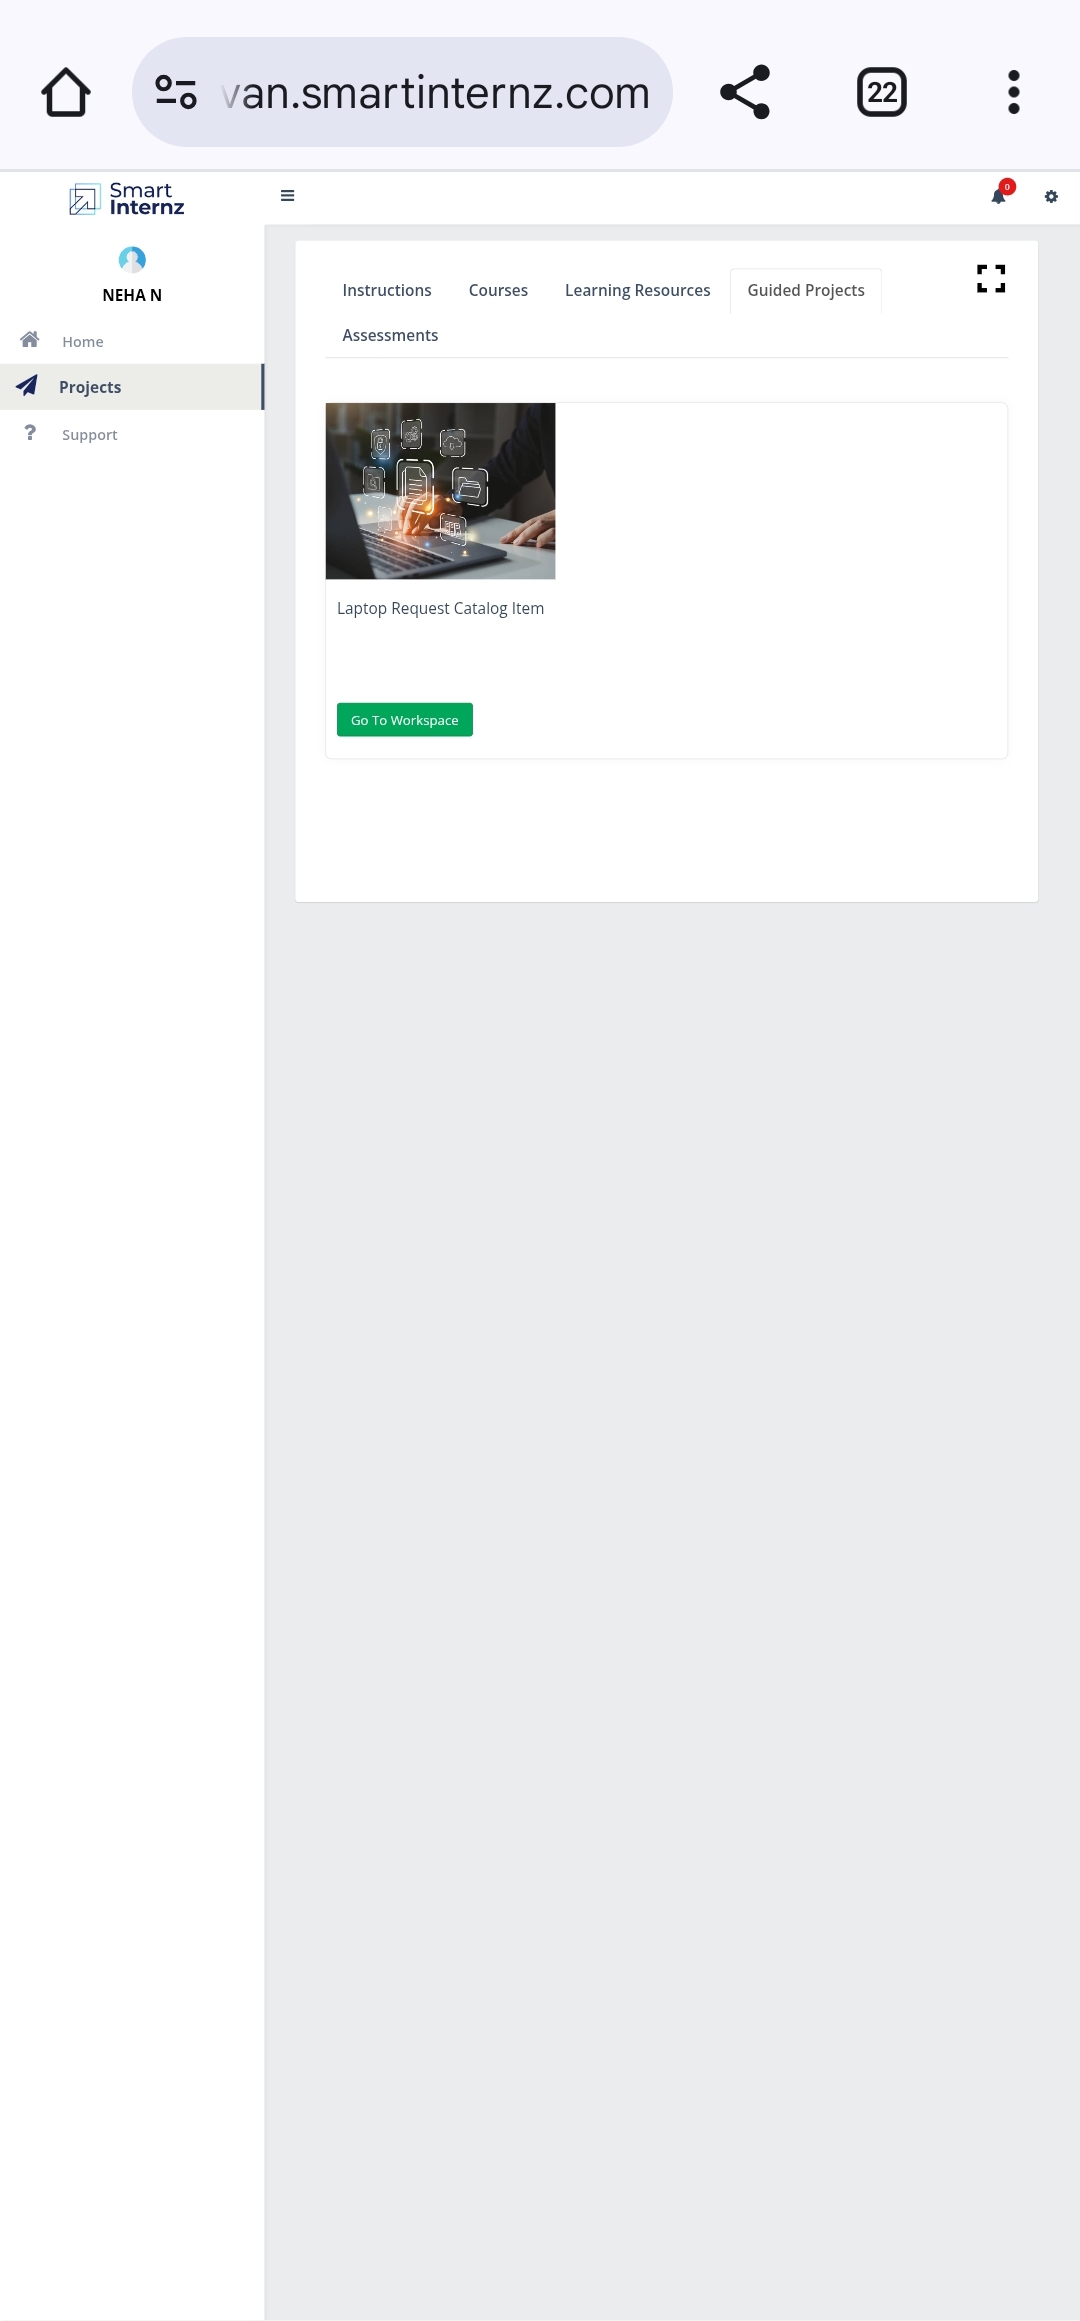 van.smartinternz.com
22
Smart
Internz
0
NEHA N
Home
Projects
Support
Instructions
Courses
Learning Resources
Guided Projects
Assessments
Laptop Request Catalog Item
Go To Workspace